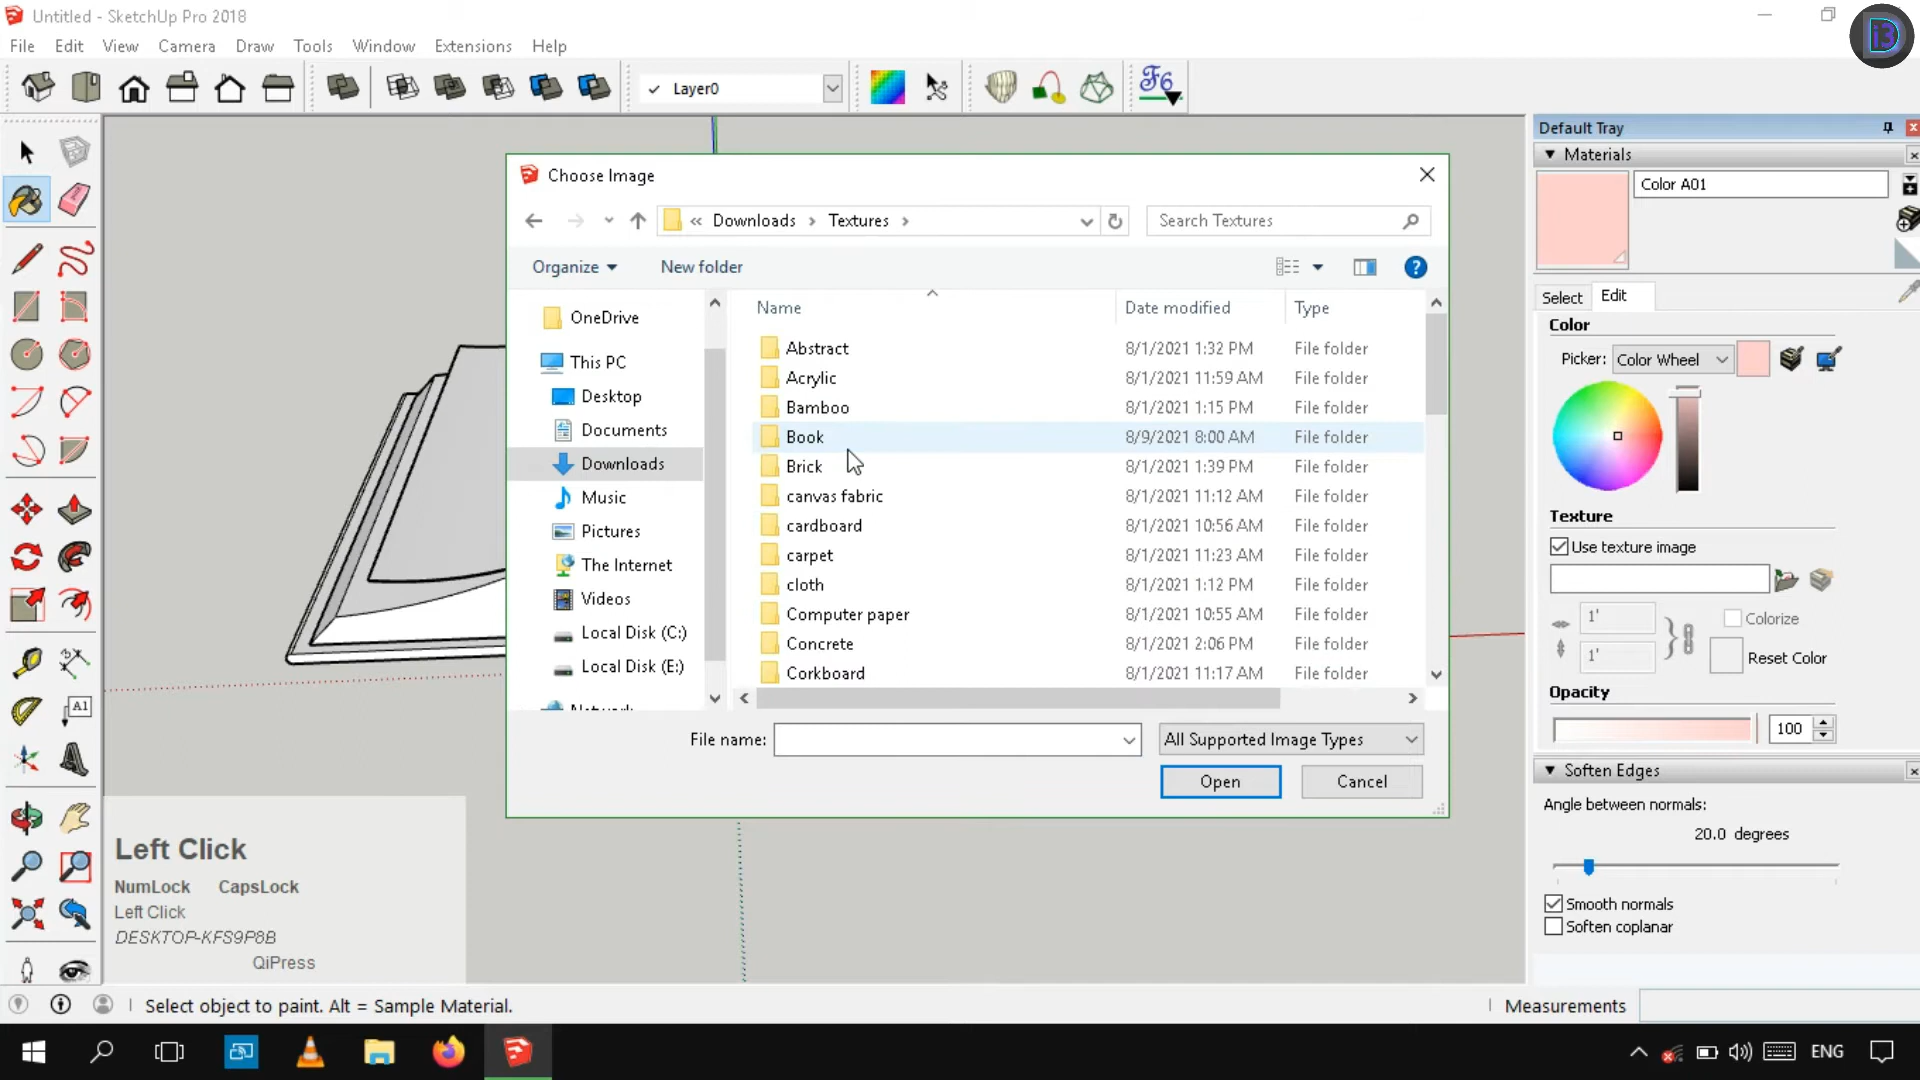 Untitled - SketchUp Pro 2018
i3
File Edit View Camera Draw Tools Window Extensions Help
Layer0
F6
Default Tray
Materials
Color A01
Choose Image
« Downloads Textures
Search Textures
Organize New folder
Select Edit
OneDrive
This PC
Desktop
Documents
Downloads
Music
Pictures
The Internet
Videos
Local Disk (C:)
Local Disk (E:)
Name Date modified Type
Abstract 8/1/2021 1:32 PM File folder
Acrylic 8/1/2021 11:59 AM File folder
Bamboo 8/1/2021 1:15 PM File folder
Book 8/9/2021 8:00 AM File folder
Brick 8/1/2021 1:39 PM File folder
canvas fabric 8/1/2021 11:12 AM File folder
cardboard 8/1/2021 10:56 AM File folder
carpet 8/1/2021 11:23 AM File folder
cloth 8/1/2021 1:12 PM File folder
Computer paper 8/1/2021 10:55 AM File folder
Concrete 8/1/2021 2:06 PM File folder
Corkboard 8/1/2021 11:17 AM File folder
File name:
All Supported Image Types
Open Cancel
Color
Picker: Color Wheel
Texture
Use texture image
1' Colorize
1' Reset Color
Opacity
100
Soften Edges
Angle between normals:
20.0 degrees
Smooth normals
Soften coplanar
A1
Left Click
NumLock CapsLock
Left Click
DESKTOP-KFS9P8B
QiPress
Select object to paint. Alt = Sample Material.
Measurements
ENG